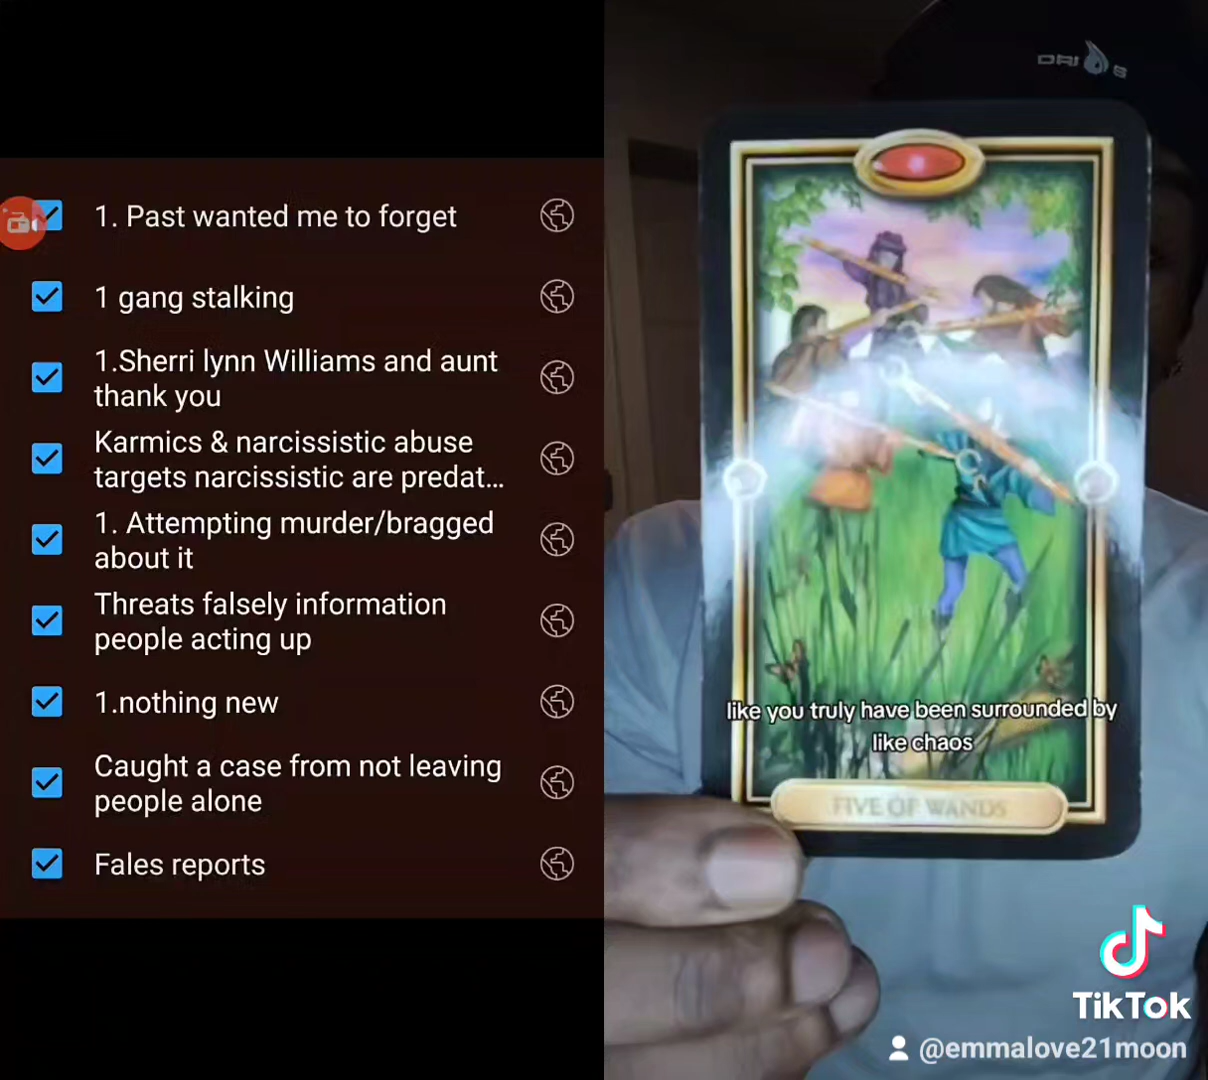 1. Past wanted me to forget
1 gang stalking
1.Sherri lynn Williams and aunt
thank you
Karmics & narcissistic abuse
targets narcissistic are predat...
1. Attempting murder/bragged
about it
Threats falsely information
people acting up
1.nothing new
Caught a case from not leaving
people alone
Fales reports
like you truly have been surrounded by
like chaos
FIVE OF WANDS
TikTok
@emmalove21moon